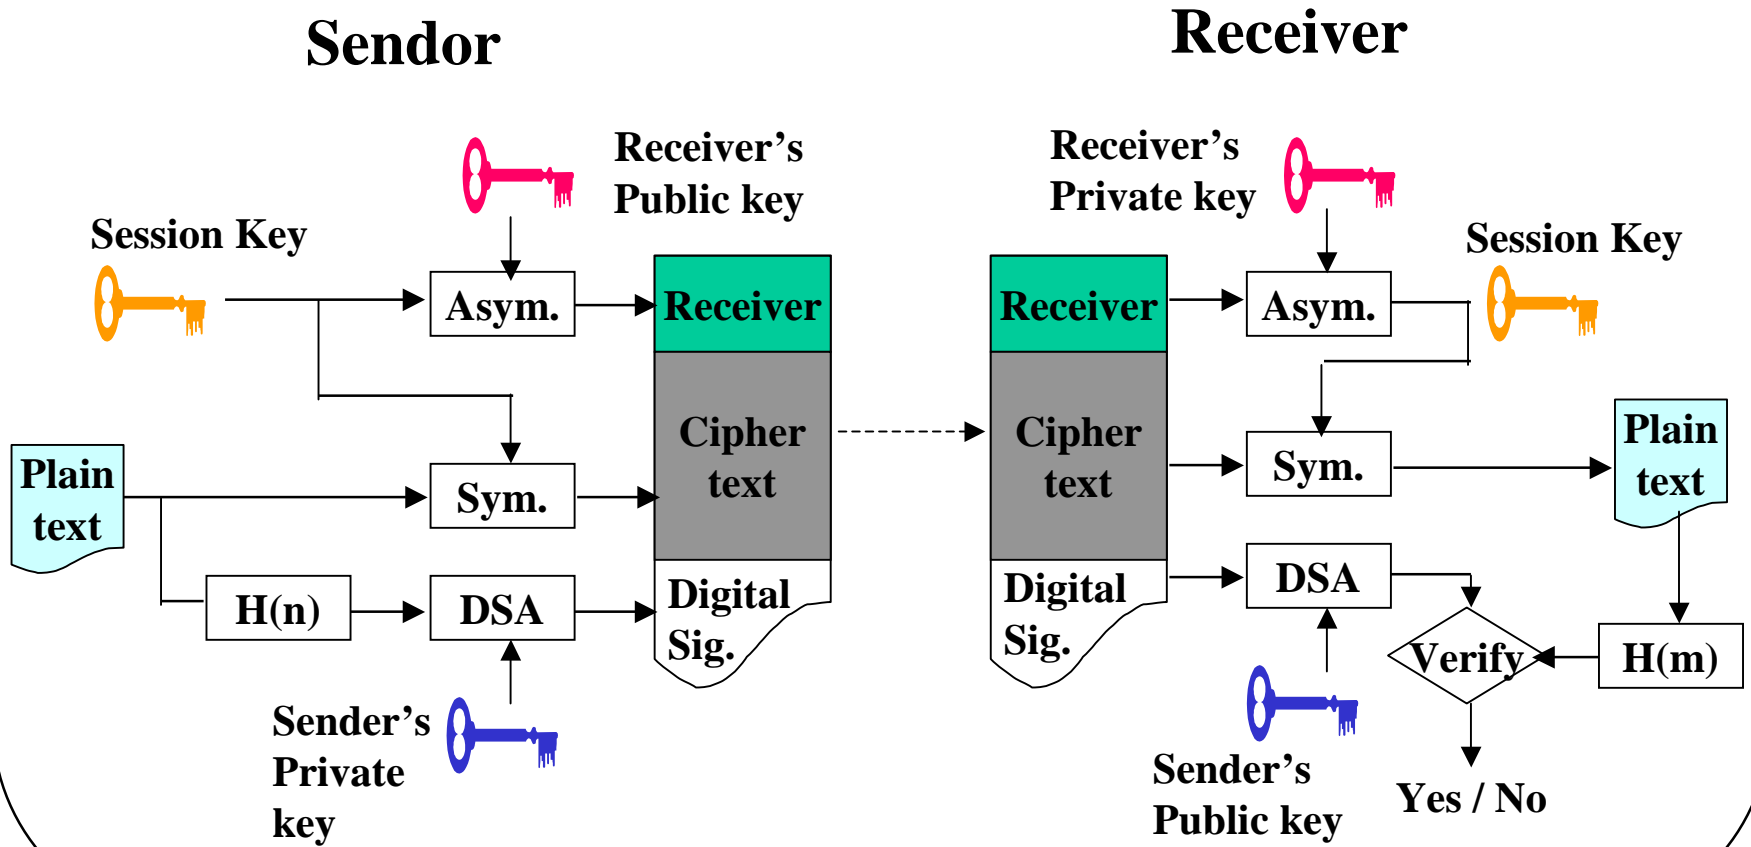 Sendor
Receiver
Receiver's
Public key
Session Key
Asym.
Receiver
Cipher
text
Sym.
Plain
text
H(n)
DSA
Digital
Sig.
Sender's
Private
key
Receiver's
Private key
Session Key
Receiver
Asym.
Cipher
text
Sym.
Plain
text
Digital
Sig.
DSA
Verify
H(m)
Sender's
Public key
Yes / No